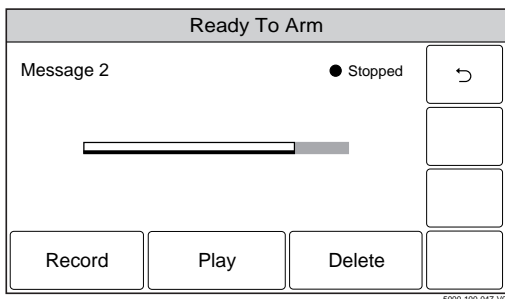 Ready To Arm
Message 2
Stopped
Record
Play
Delete